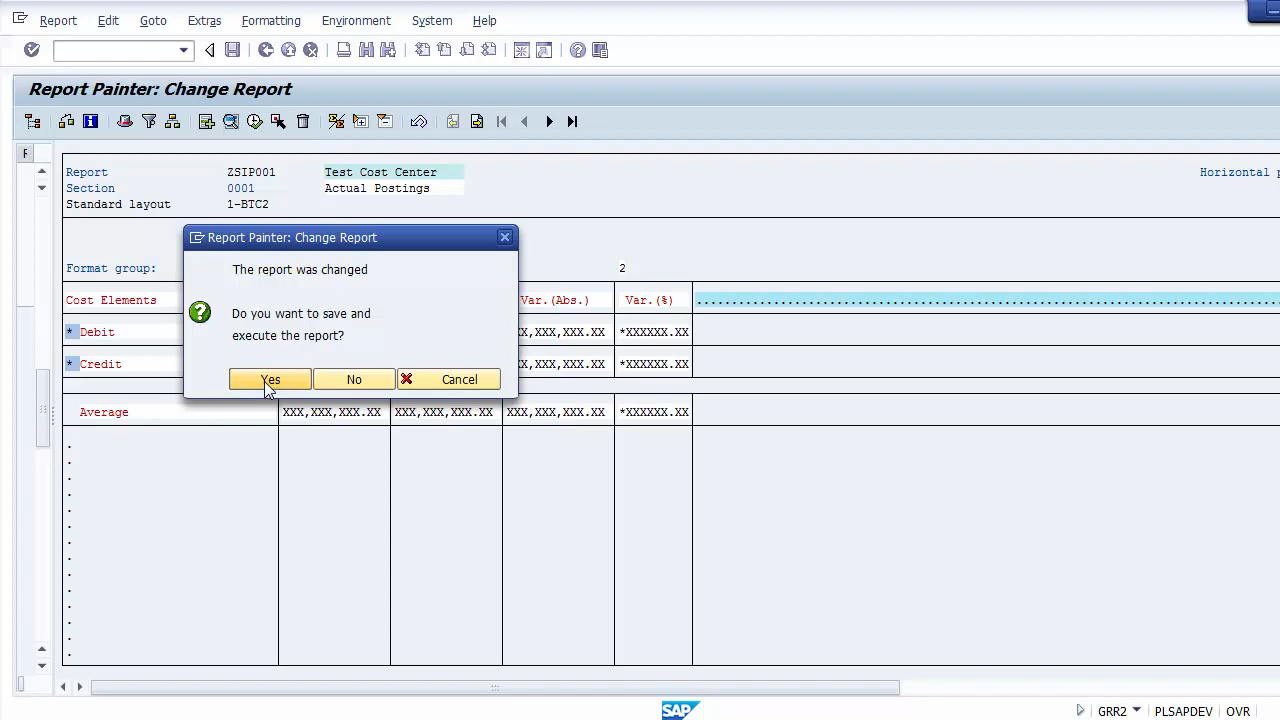 Report Edit Goto Extras Formatting Environment System Help
Report Painter: Change Report
F
Report ZSIP001 Test Cost Center Horizontal p
Section 0001 Actual Postings
Standard layout 1-BTC2
Report Painter: Change Report
The report was changed
Do you want to save and
execute the report?
Yes No Cancel
Format group: 2
Cost Elements Var.(Abs.) Var.(%)
* Debit XX,XXX,XXX.XX *XXXXXX.XX
* Credit XX,XXX,XXX.XX *XXXXXX.XX
Average XXX,XXX,XXX.XX XXX,XXX,XXX.XX XXX,XXX,XXX.XX *XXXXXX.XX
SAP GRR2 PLSAPDEV OVR